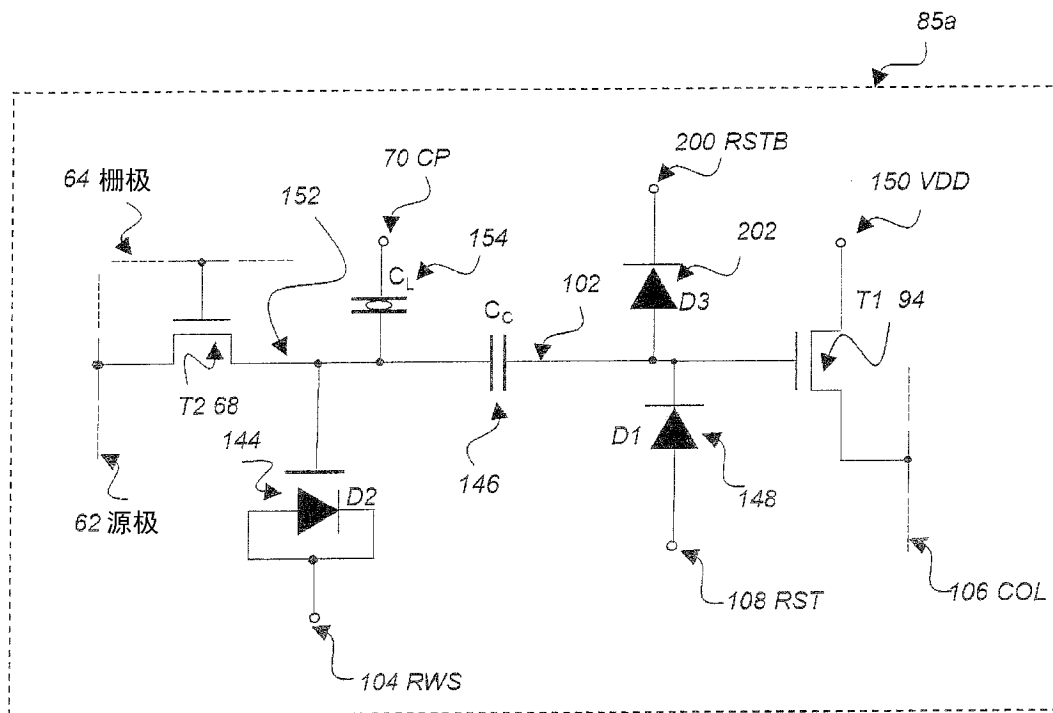 85a
200 RSTB
70 CP
150 VDD
64 栅极
152
154
202
C_L
102
D3
T1 94
C_C
T2 68
D1
144
D2
146
148
62 源极
108 RST
106 COL
104 RWS